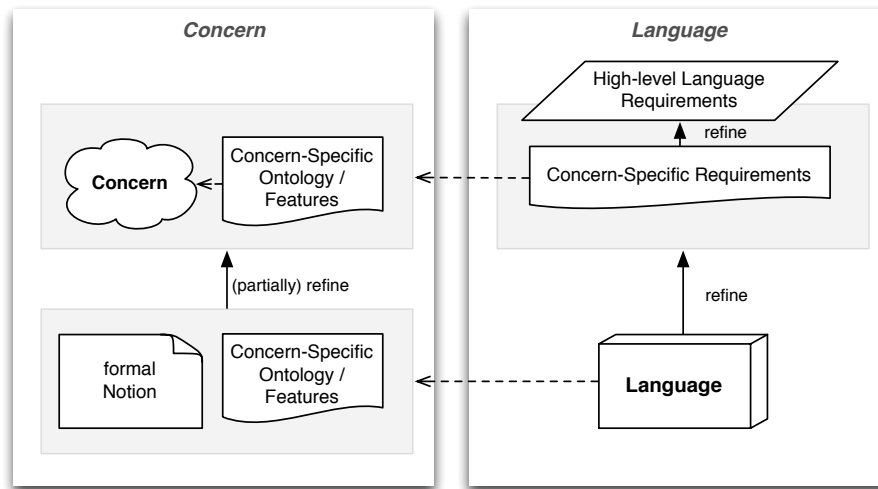 Concern
Concern
Concern-Specific
Ontology /
Features
(partially) refine
formal
Notion
Concern-Specific
Ontology /
Features
Language
High-level Language
Requirements
refine
Concern-Specific Requirements
refine
Language